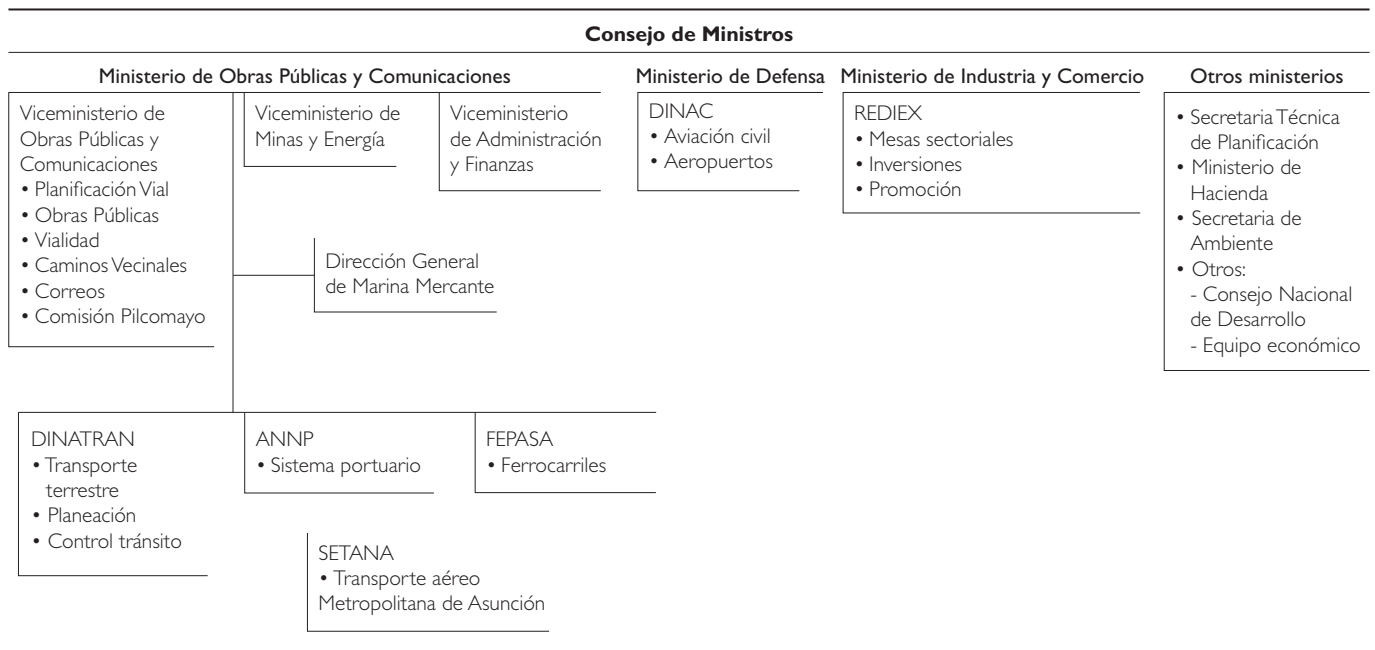 Consejo de Ministros
Ministerio de Obras Públicas y Comunicaciones
Viceministerio de
Obras Públicas y
Comunicaciones
• Planificación Vial
• Obras Públicas
• Vialidad
• Caminos Vecinales
• Correos
• Comisión Pilcomayo
Viceministerio de
Minas y Energía
Viceministerio
de Administración
y Finanzas
Dirección General
de Marina Mercante
DINATRAN
• Transporte
terrestre
• Planeación
• Control tránsito
ANNP
• Sistema portuario
FEPASA
• Ferrocarriles
SETANA
• Transporte aéreo
Metropolitana de Asunción
Ministerio de Defensa
DINAC
• Aviación civil
• Aeropuertos
Ministerio de Industria y Comercio
REDIEX
• Mesas sectoriales
• Inversiones
• Promoción
Otros ministerios
• Secretaria Técnica
de Planificación
• Ministerio de
Hacienda
• Secretaria de
Ambiente
• Otros:
- Consejo Nacional
de Desarrollo
- Equipo económico